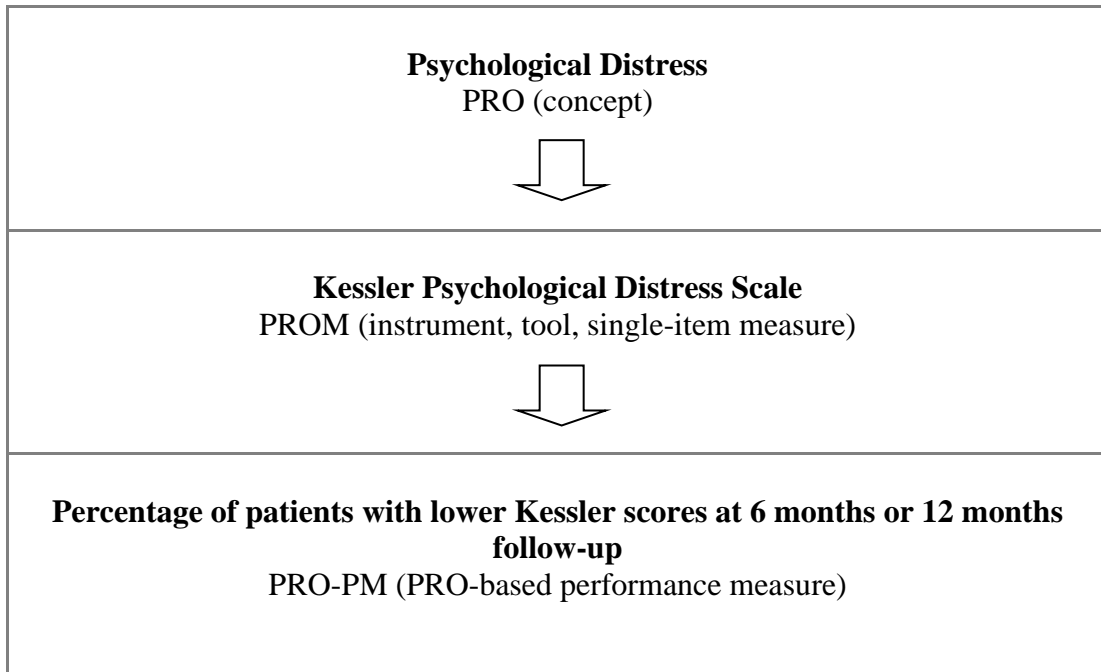 Psychological Distress
PRO (concept)
Kessler Psychological Distress Scale
PROM (instrument, tool, single-item measure)
Percentage of patients with lower Kessler scores at 6 months or 12 months
follow-up
PRO-PM (PRO-based performance measure)